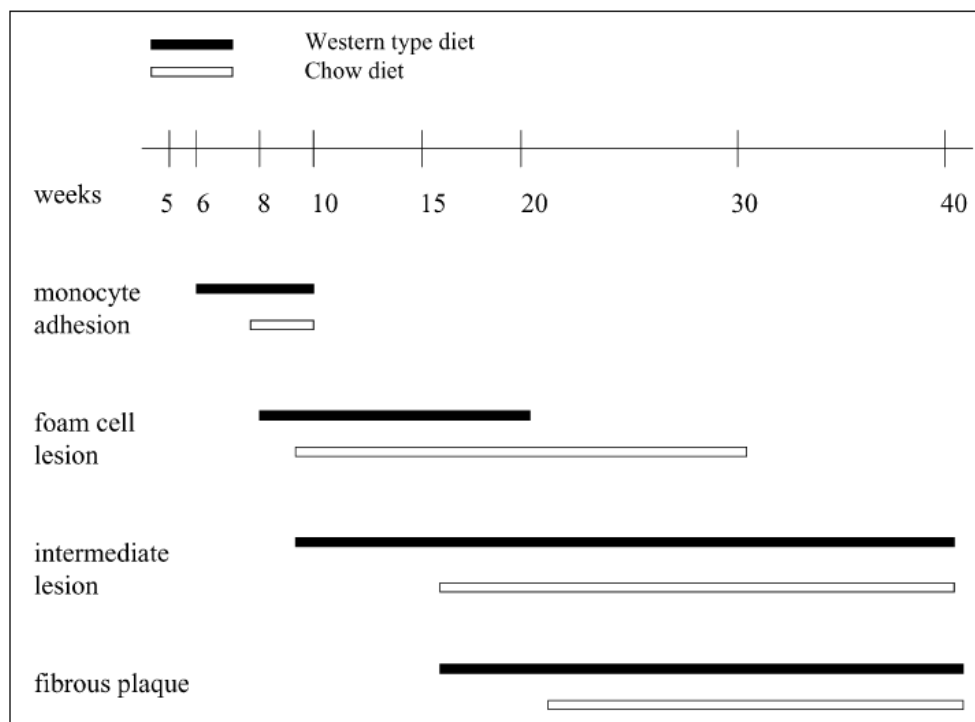 Western type diet
Chow diet
weeks 5 6 8 10 15 20 30 40
monocyte
adhesion
foam cell
lesion
intermediate
lesion
fibrous plaque